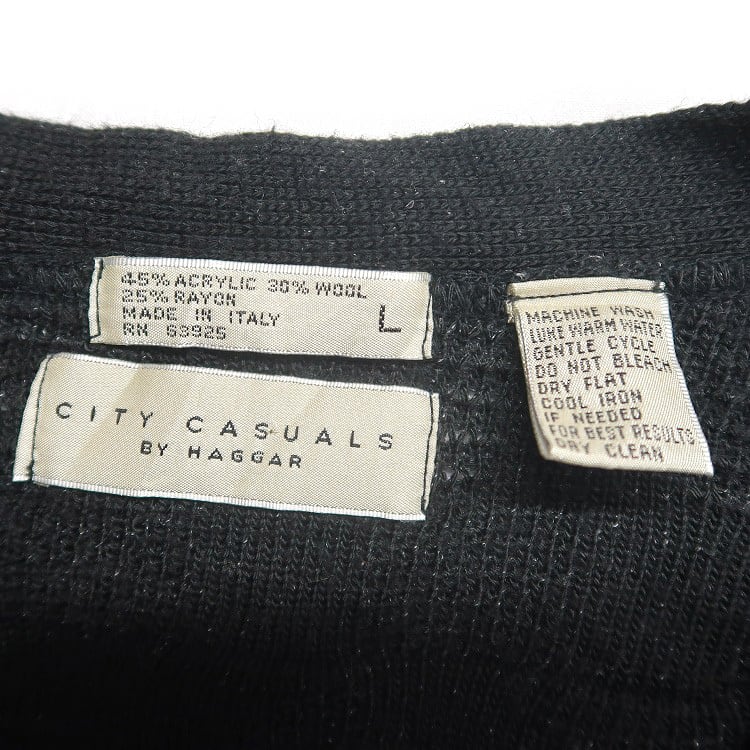 45% ACRYLIC 30% WOOL
25% RAYON
MADE IN ITALY
RN 63925
L
CITY CASUALS
BY HAGGAR
MACHINE WASH
LUKE WARM WATER
GENTLE CYCLE
DO NOT BLEACH
DRY FLAT
COOL IRON
IF NEEDED
FOR BEST RESULTS
DRY CLEAN